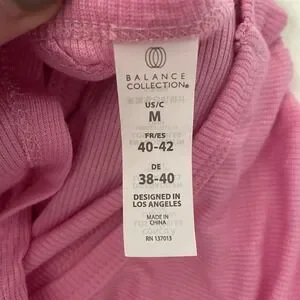 BALANCE
COLLECTION®
US/C
M
FR/ES
40-42
DE
38-40
DESIGNED IN
LOS ANGELES
MADE IN
CHINA
RN 137013